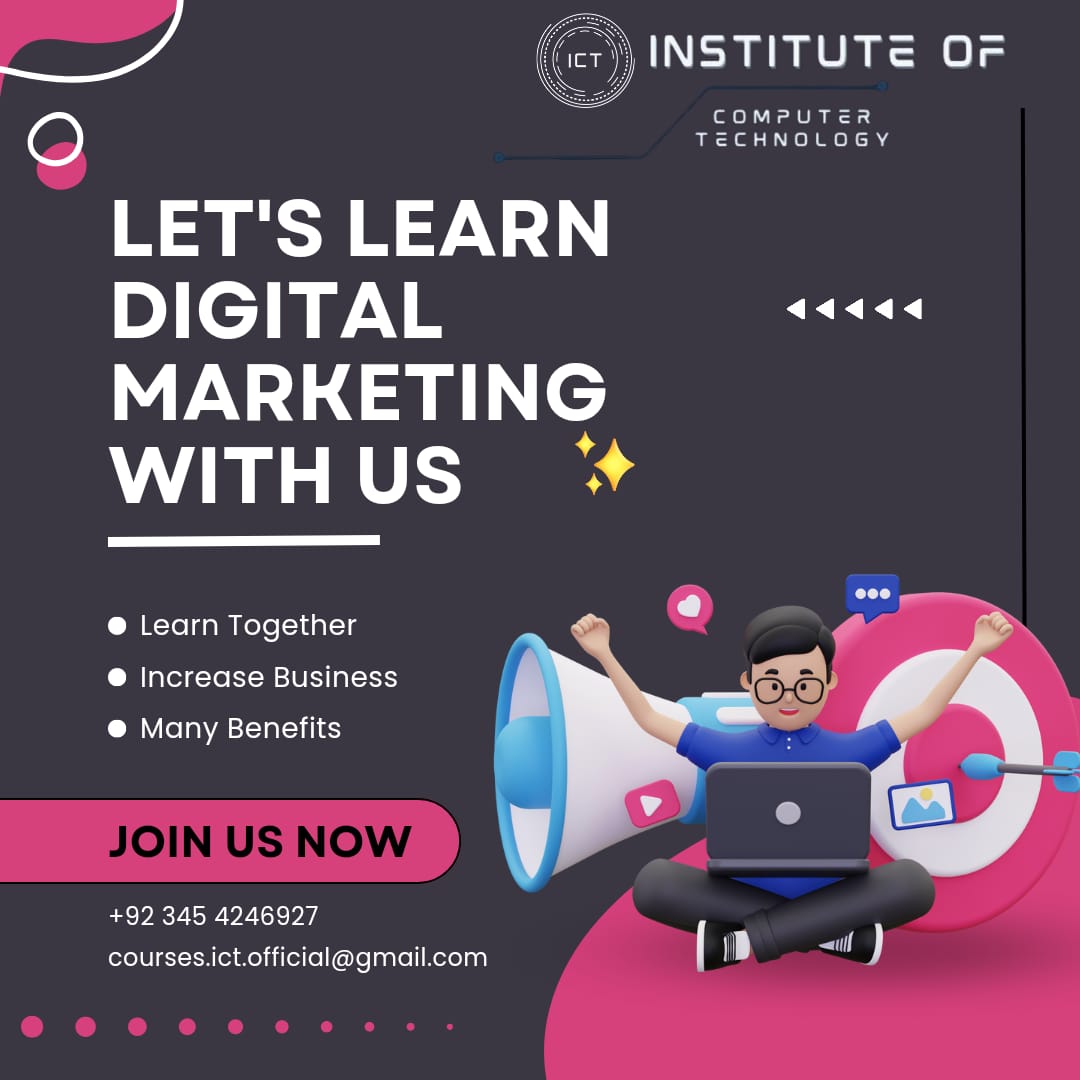 ICT
INSTITUTE OF
COMPUTER
TECHNOLOGY
LET'S LEARN
DIGITAL
MARKETING
WITH US
Learn Together
Increase Business
Many Benefits
JOIN US NOW
+92 345 4246927
courses.ict.official@gmail.com